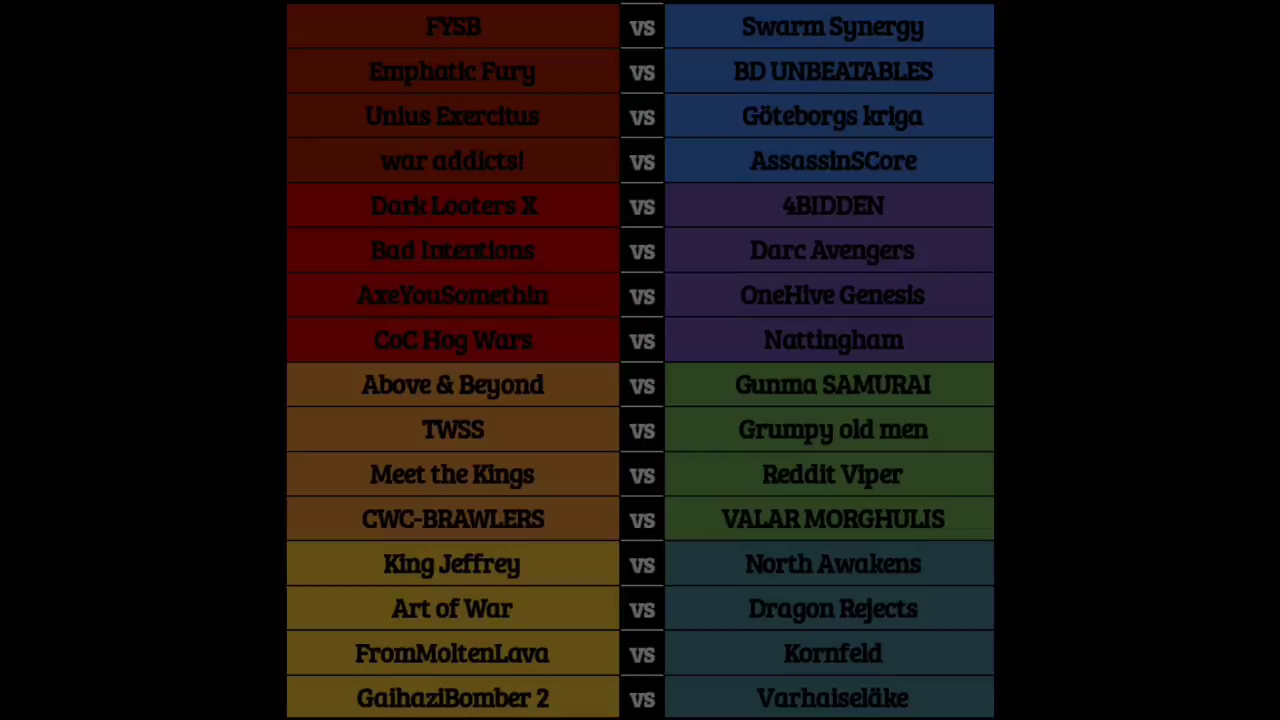 FYSB vs Swarm Synergy
Emphatic Fury vs BD UNBEATABLES
Unius Exercitus vs Göteborgs kriga
war addicts! vs AssassinSCore
Dark Looters X vs 4BIDDEN
Bad Intentions vs Darc Avengers
AxeYouSomethin vs OneHive Genesis
CoC Hog Wars vs Nattingham
Above & Beyond vs Gunma SAMURAI
TWSS vs Grumpy old men
Meet the Kings vs Reddit Viper
CWC-BRAWLERS vs VALAR MORGHULIS
King Jeffrey vs North Awakens
Art of War vs Dragon Rejects
FromMoltenLava vs Kornfeld
GaihaziBomber 2 vs Varhaiseläke